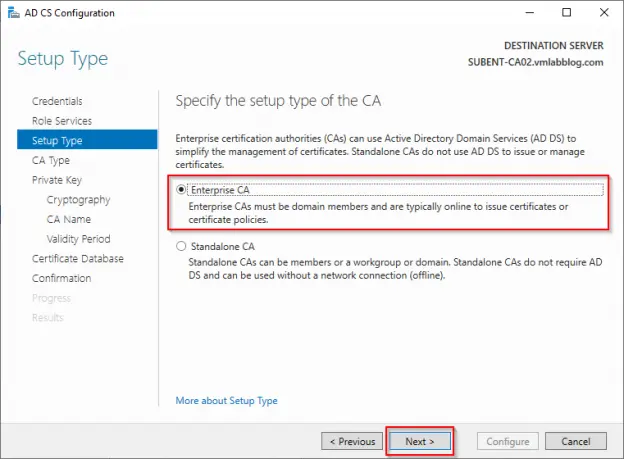 AD CS Configuration
DESTINATION SERVER
SUBENT-CA02.vmlabblog.com
Setup Type
Credentials
Role Services
Setup Type
CA Type
Private Key
Cryptography
CA Name
Validity Period
Certificate Database
Confirmation
Progress
Results
Specify the setup type of the CA
Enterprise certification authorities (CAs) can use Active Directory Domain Services (AD DS) to
simplify the management of certificates. Standalone CAs do not use AD DS to issue or manage
certificates.
Enterprise CA
Enterprise CAs must be domain members and are typically online to issue certificates or
certificate policies.
Standalone CA
Standalone CAs can be members or a workgroup or domain. Standalone CAs do not require AD
DS and can be used without a network connection (offline).
More about Setup Type
< Previous
Next >
Configure
Cancel